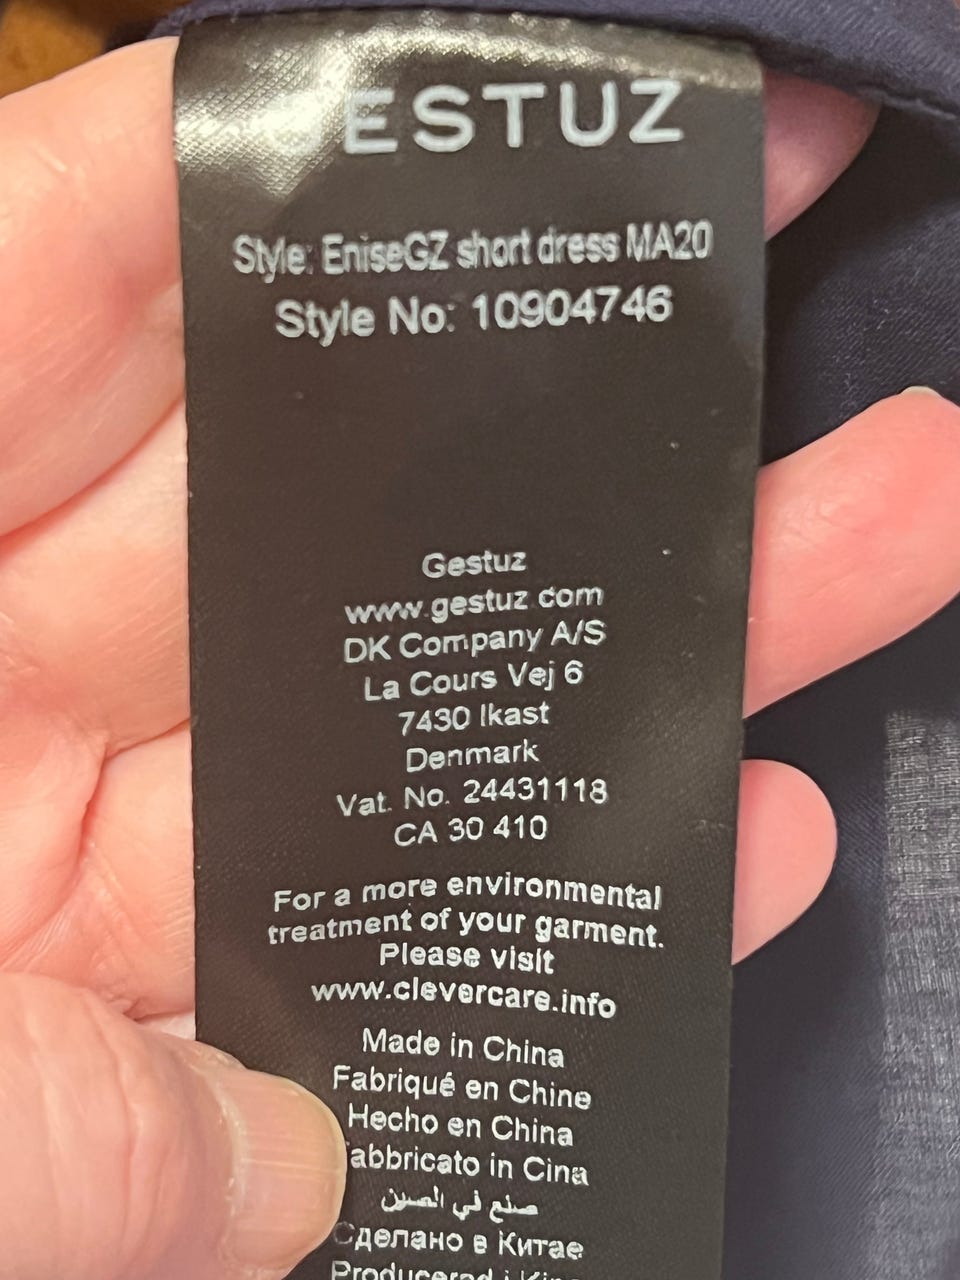 GESTUZ
Style: EniseGZ short dress MA20
Style No: 10904746
Gestuz
www.gestuz.com
DK Company A/S
La Cours Vej 6
7430 Ikast
Denmark
Vat. No. 24431118
CA 30 410
For a more environmental
treatment of your garment.
Please visit
www.clevercare.info
Made in China
Fabriqué en Chine
Hecho en China
Fabbricato in Cina
صنع في الصين
Сделано в Китае
Producerad i